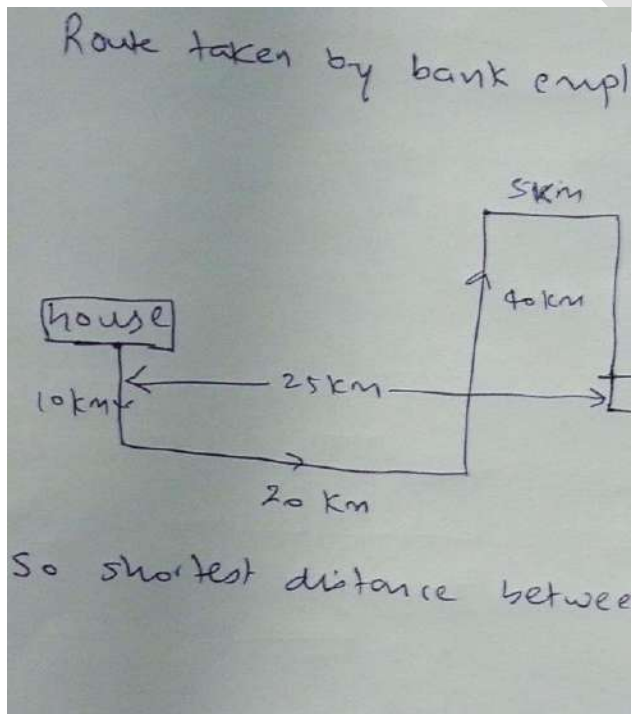 Route taken by bank empl
5km
40km
house
25km
10km
20 Km
So shortest distance betwee